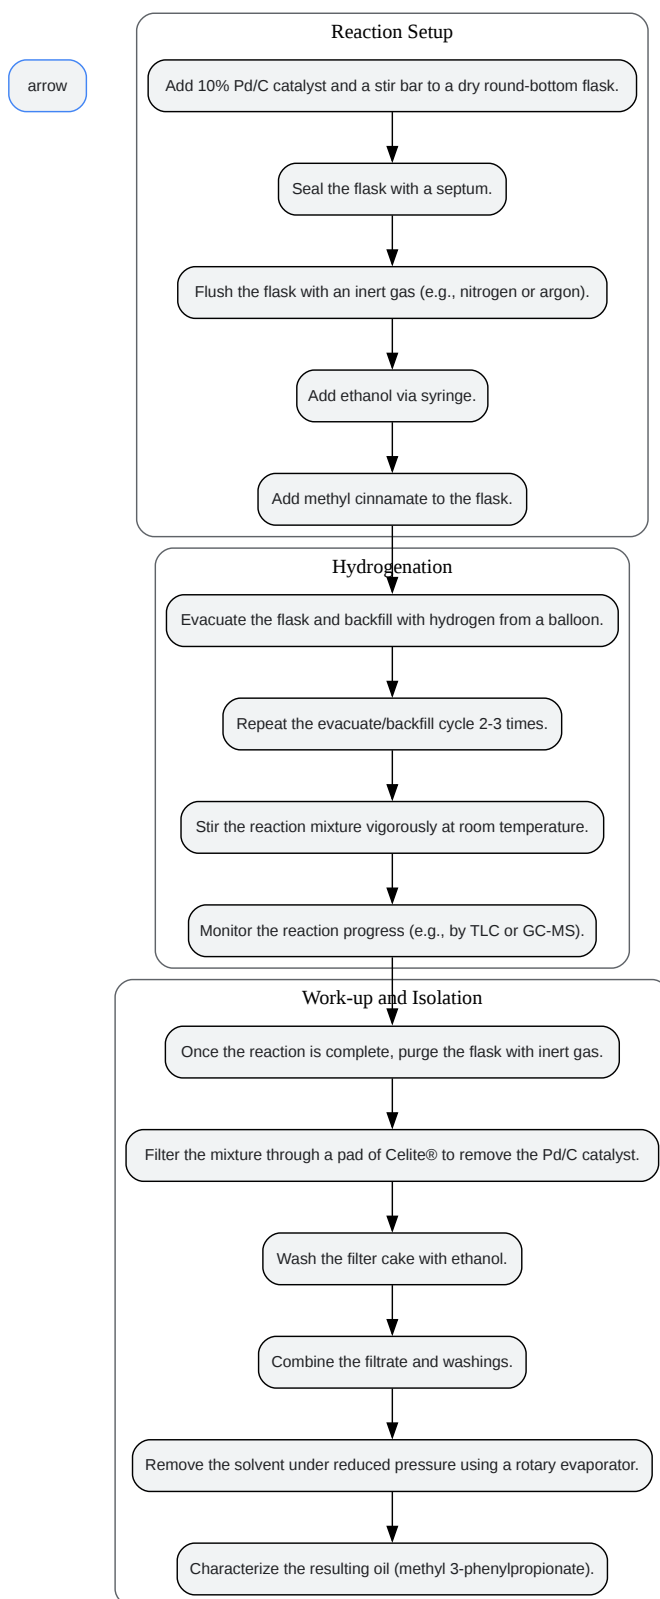 Reaction Setup
arrow
Add 10% Pd/C catalyst and a stir bar to a dry round-bottom flask.
Seal the flask with a septum.
Flush the flask with an inert gas (e.g., nitrogen or argon).
Add ethanol via syringe.
Add methyl cinnamate to the flask.
Hydrogenation
Evacuate the flask and backfill with hydrogen from a balloon.
Repeat the evacuate/backfill cycle 2-3 times.
Stir the reaction mixture vigorously at room temperature.
Monitor the reaction progress (e.g., by TLC or GC-MS).
Work-up and Isolation
Once the reaction is complete, purge the flask with inert gas.
Filter the mixture through a pad of Celite® to remove the Pd/C catalyst.
Wash the filter cake with ethanol.
Combine the filtrate and washings.
Remove the solvent under reduced pressure using a rotary evaporator.
Characterize the resulting oil (methyl 3-phenylpropionate).